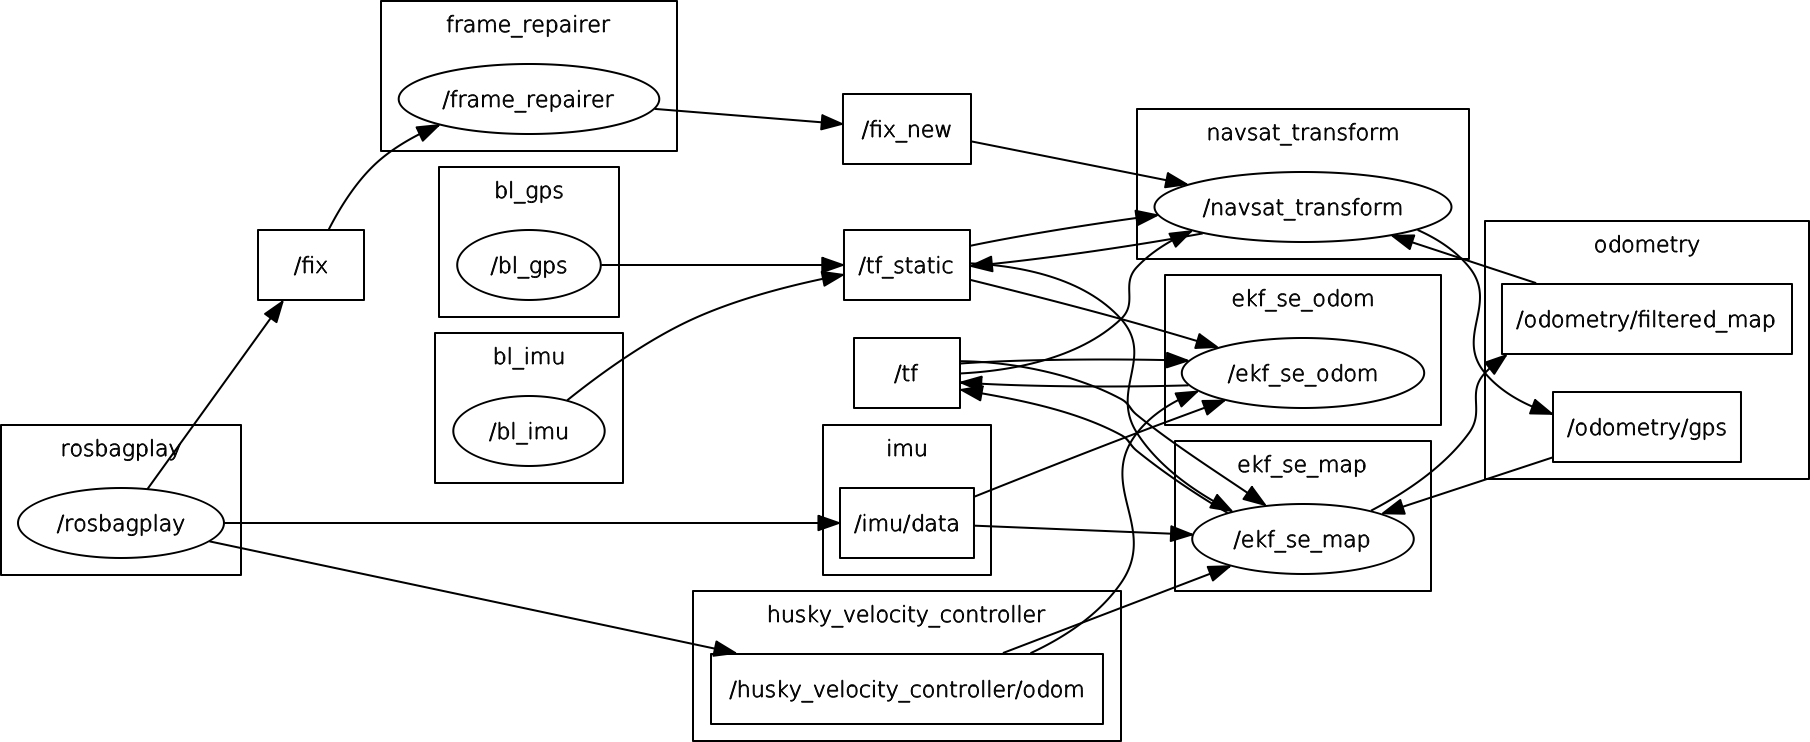 frame_repairer
/frame_repairer
/fix_new
navsat_transform
/navsat_transform
bl_gps
/bl_gps
/fix
/tf_static
odometry
/odometry/filtered_map
/odometry/gps
ekf_se_odom
/ekf_se_odom
bl_imu
/bl_imu
/tf
rosbagplay
/rosbagplay
imu
/imu/data
ekf_se_map
/ekf_se_map
husky_velocity_controller
/husky_velocity_controller/odom